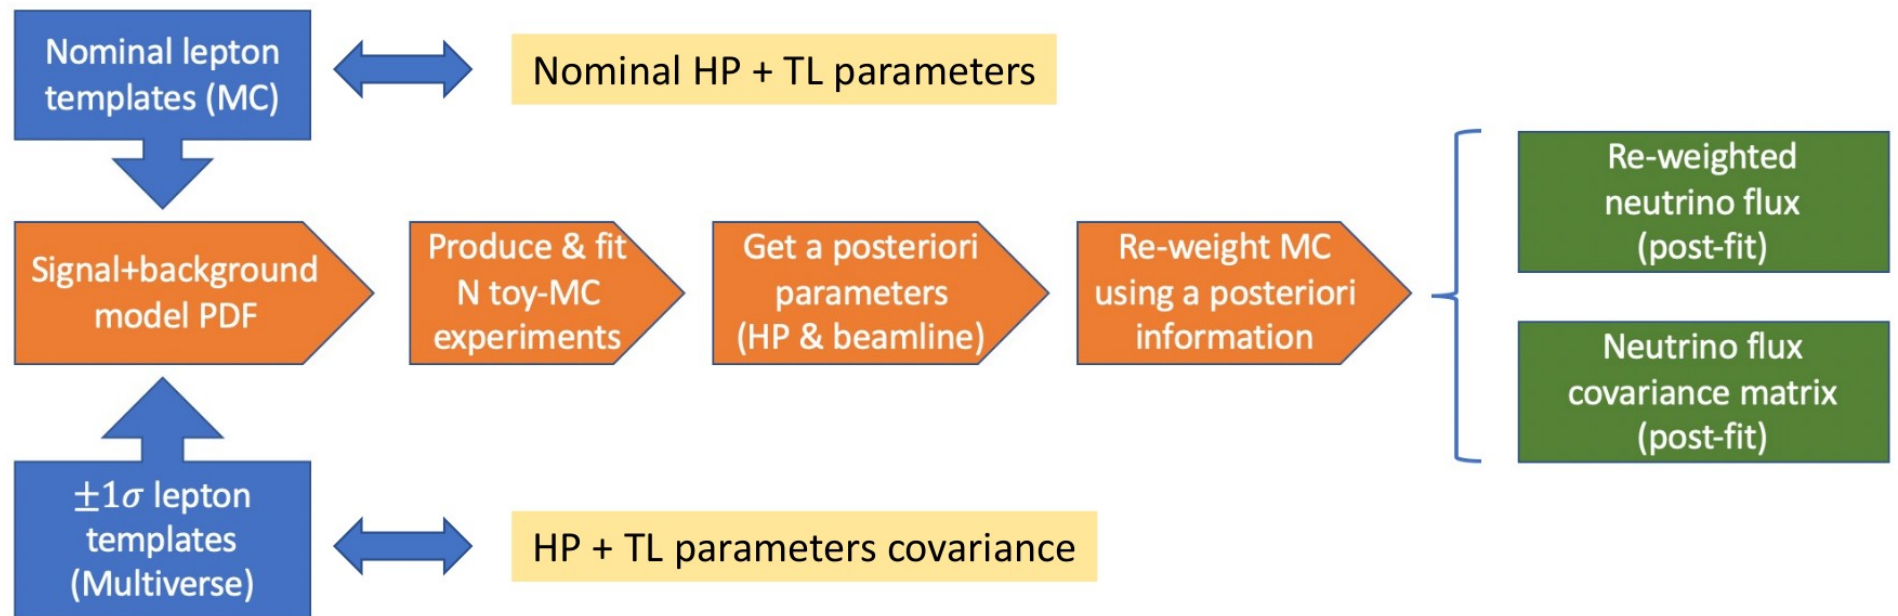 Nominal lepton
templates (MC)
Nominal HP + TL parameters
Signal+background
model PDF
Produce & fit
N toy-MC
experiments
Get a posteriori
parameters
(HP & beamline)
Re-weight MC
using a posteriori
information
Re-weighted
neutrino flux
(post-fit)
Neutrino flux
covariance matrix
(post-fit)
±1σ lepton
templates
(Multiverse)
HP + TL parameters covariance